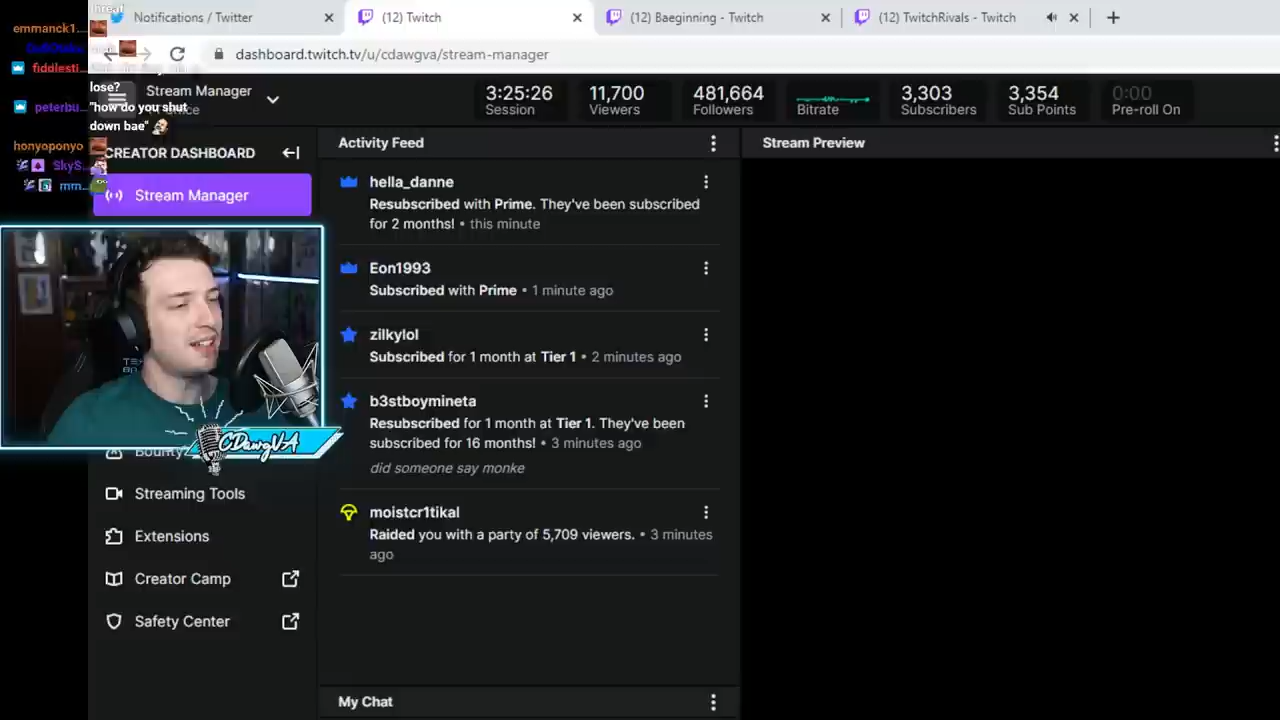 Notifications / Twitter
(12) Twitch
(12) Baeginning - Twitch
(12) TwitchRivals - Twitch
dashboard.twitch.tv/u/cdawgva/stream-manager
emmanck1...
fiddlesti...
lose?
peterbu...
"how do you shut
down bae"
honyoponyo
SkyS...
mm...
Stream Manager
3:25:26
Session
11,700
Viewers
481,664
Followers
Bitrate
3,303
Subscribers
3,354
Sub Points
0:00
Pre-roll On
CREATOR DASHBOARD
Stream Manager
Bounty
Streaming Tools
Extensions
Creator Camp
Safety Center
CDawgVA
Activity Feed
hella_danne
Resubscribed with Prime. They've been subscribed
for 2 months! • this minute
Eon1993
Subscribed with Prime • 1 minute ago
zilkylol
Subscribed for 1 month at Tier 1 • 2 minutes ago
b3stboymineta
Resubscribed for 1 month at Tier 1. They've been
subscribed for 16 months! • 3 minutes ago
did someone say monke
moistcr1tikal
Raided you with a party of 5,709 viewers. • 3 minutes
ago
My Chat
Stream Preview